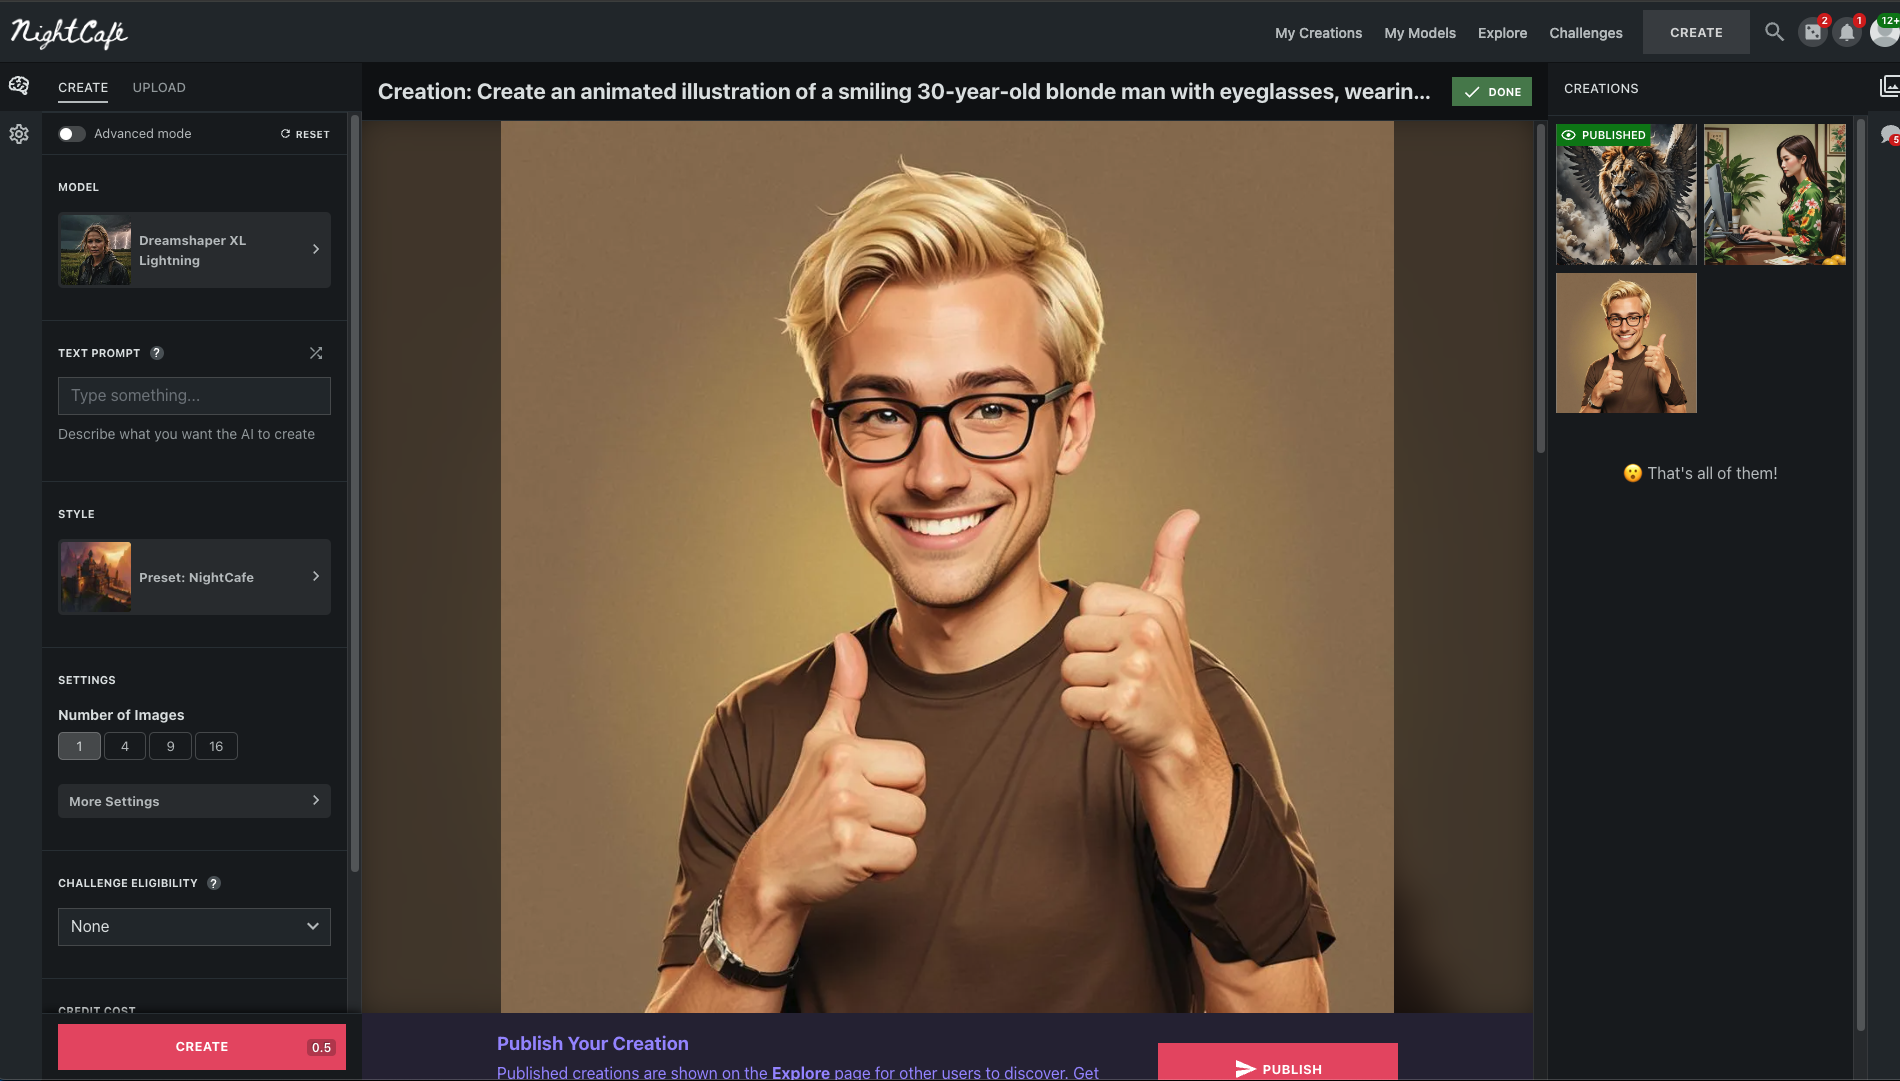 NightCafé
My Creations
My Models
Explore
Challenges
CREATE
2
1
12+
CREATE
UPLOAD
Creation: Create an animated illustration of a smiling 30-year-old blonde man with eyeglasses, wearin...
DONE
CREATIONS
Advanced mode
RESET
5
PUBLISHED
MODEL
Dreamshaper XL
Lightning
TEXT PROMPT ?
Type something...
Describe what you want the AI to create
😮 That's all of them!
STYLE
Preset: NightCafe
SETTINGS
Number of Images
1
4
9
16
More Settings
CHALLENGE ELIGIBILITY ?
None
CREDIT COST
CREATE
0.5
Publish Your Creation
Published creations are shown on the Explore page for other users to discover. Get
PUBLISH